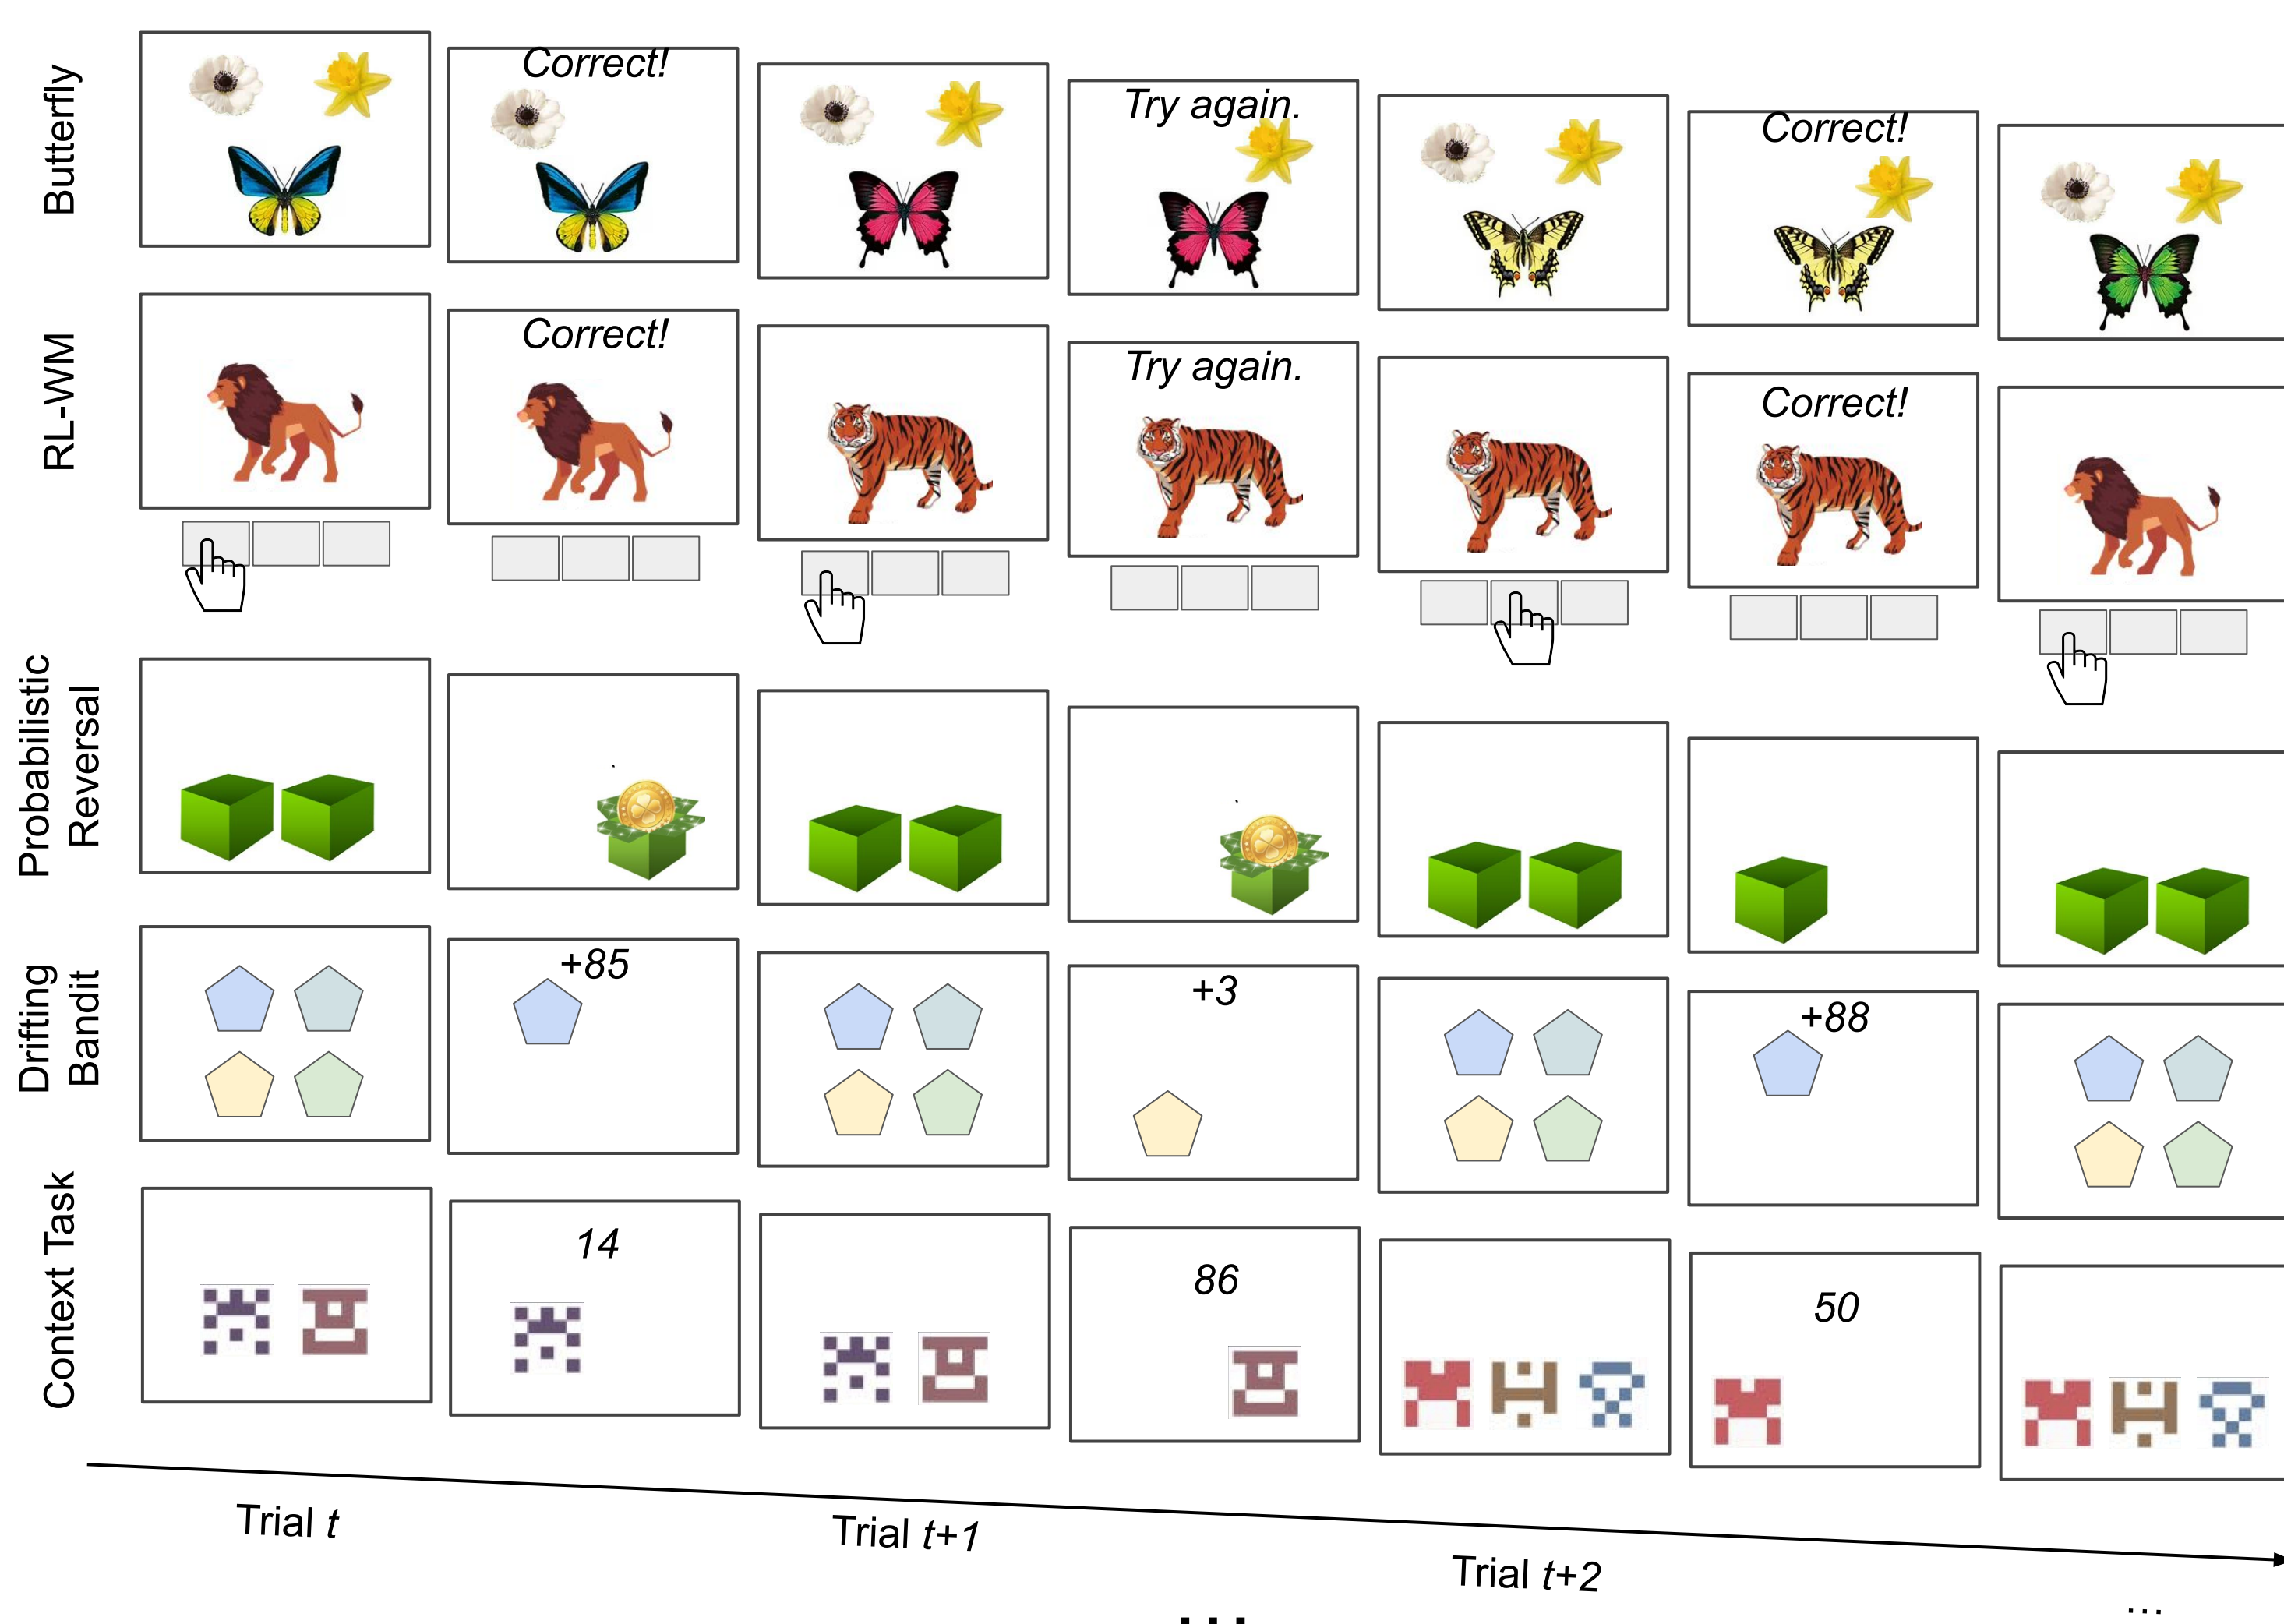 Butterfly
Correct!
Try again.
Correct!
RL-WM
Correct!
Try again.
Correct!
Probabilistic
Reversal
Drifting
Bandit
+85
+3
+88
Context Task
14
86
50
Trial t
Trial t+1
Trial t+2
...
...